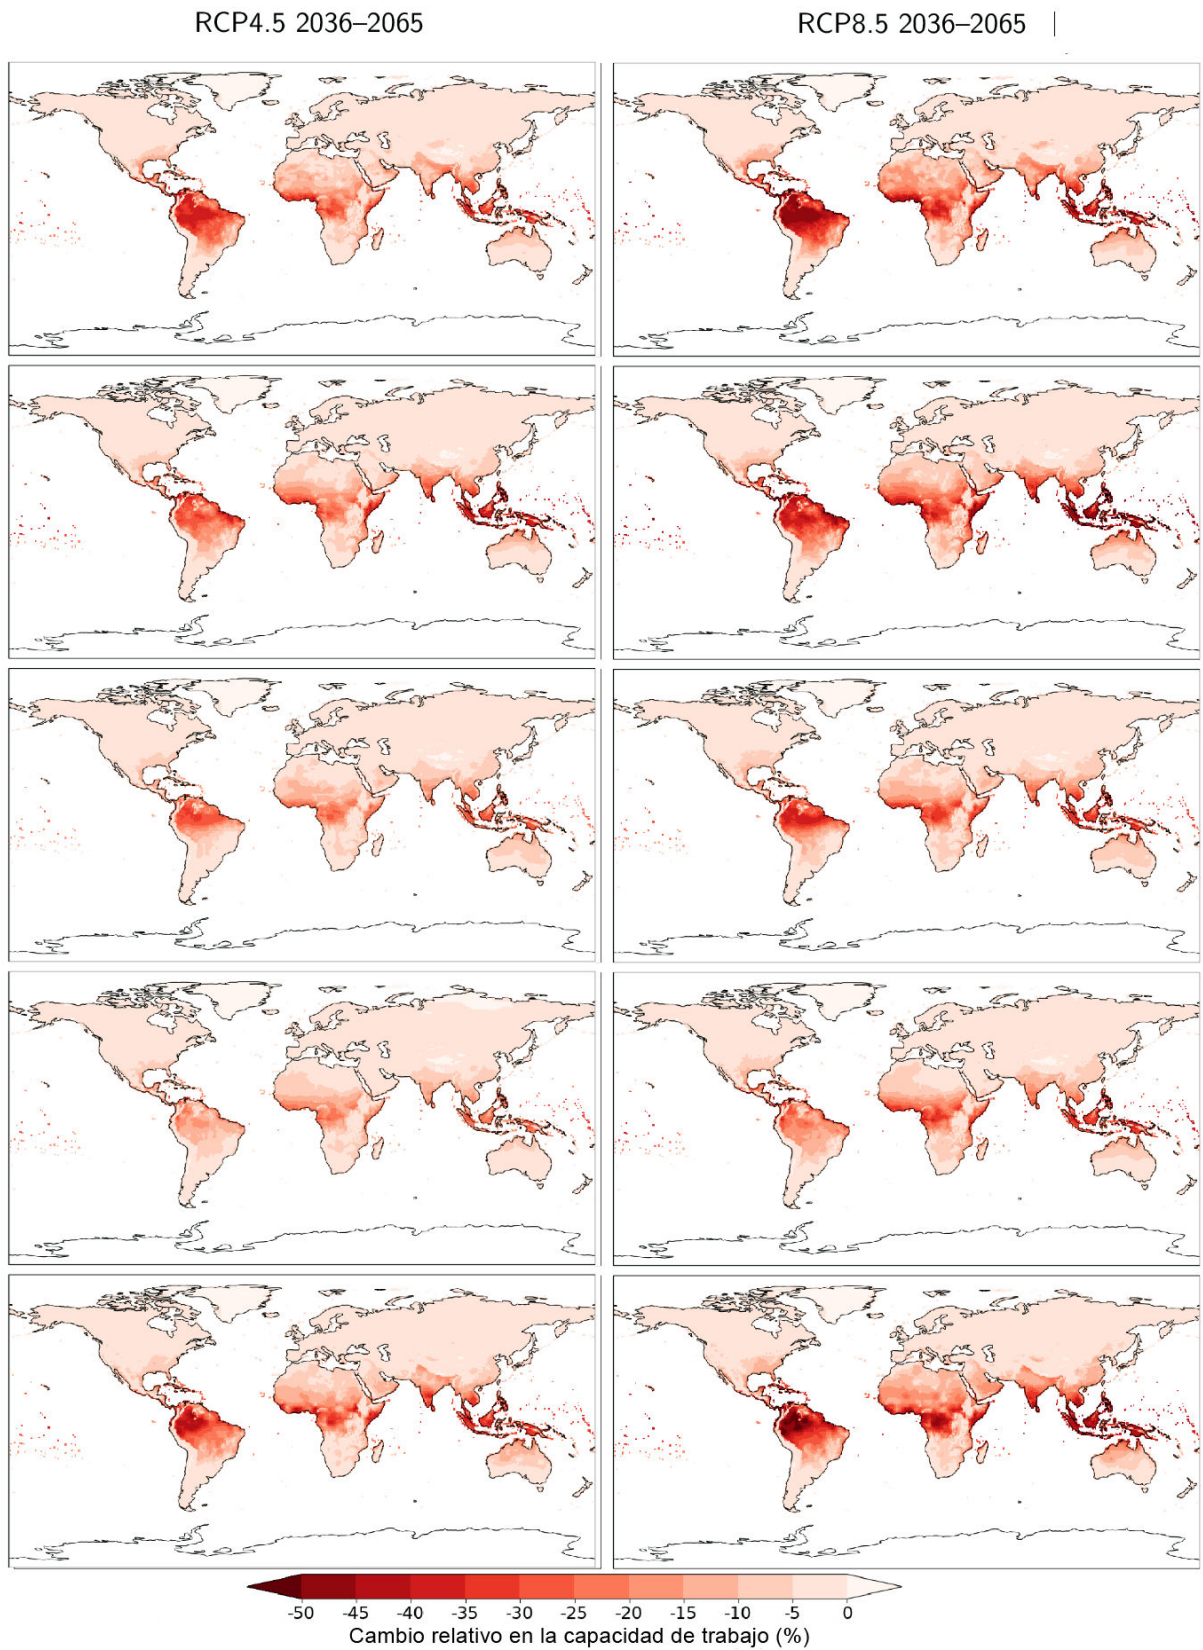 RCP4.5 2036–2065
RCP8.5 2036–2065 |
-50 -45 -40 -35 -30 -25 -20 -15 -10 -5 0
Cambio relativo en la capacidad de trabajo (%)